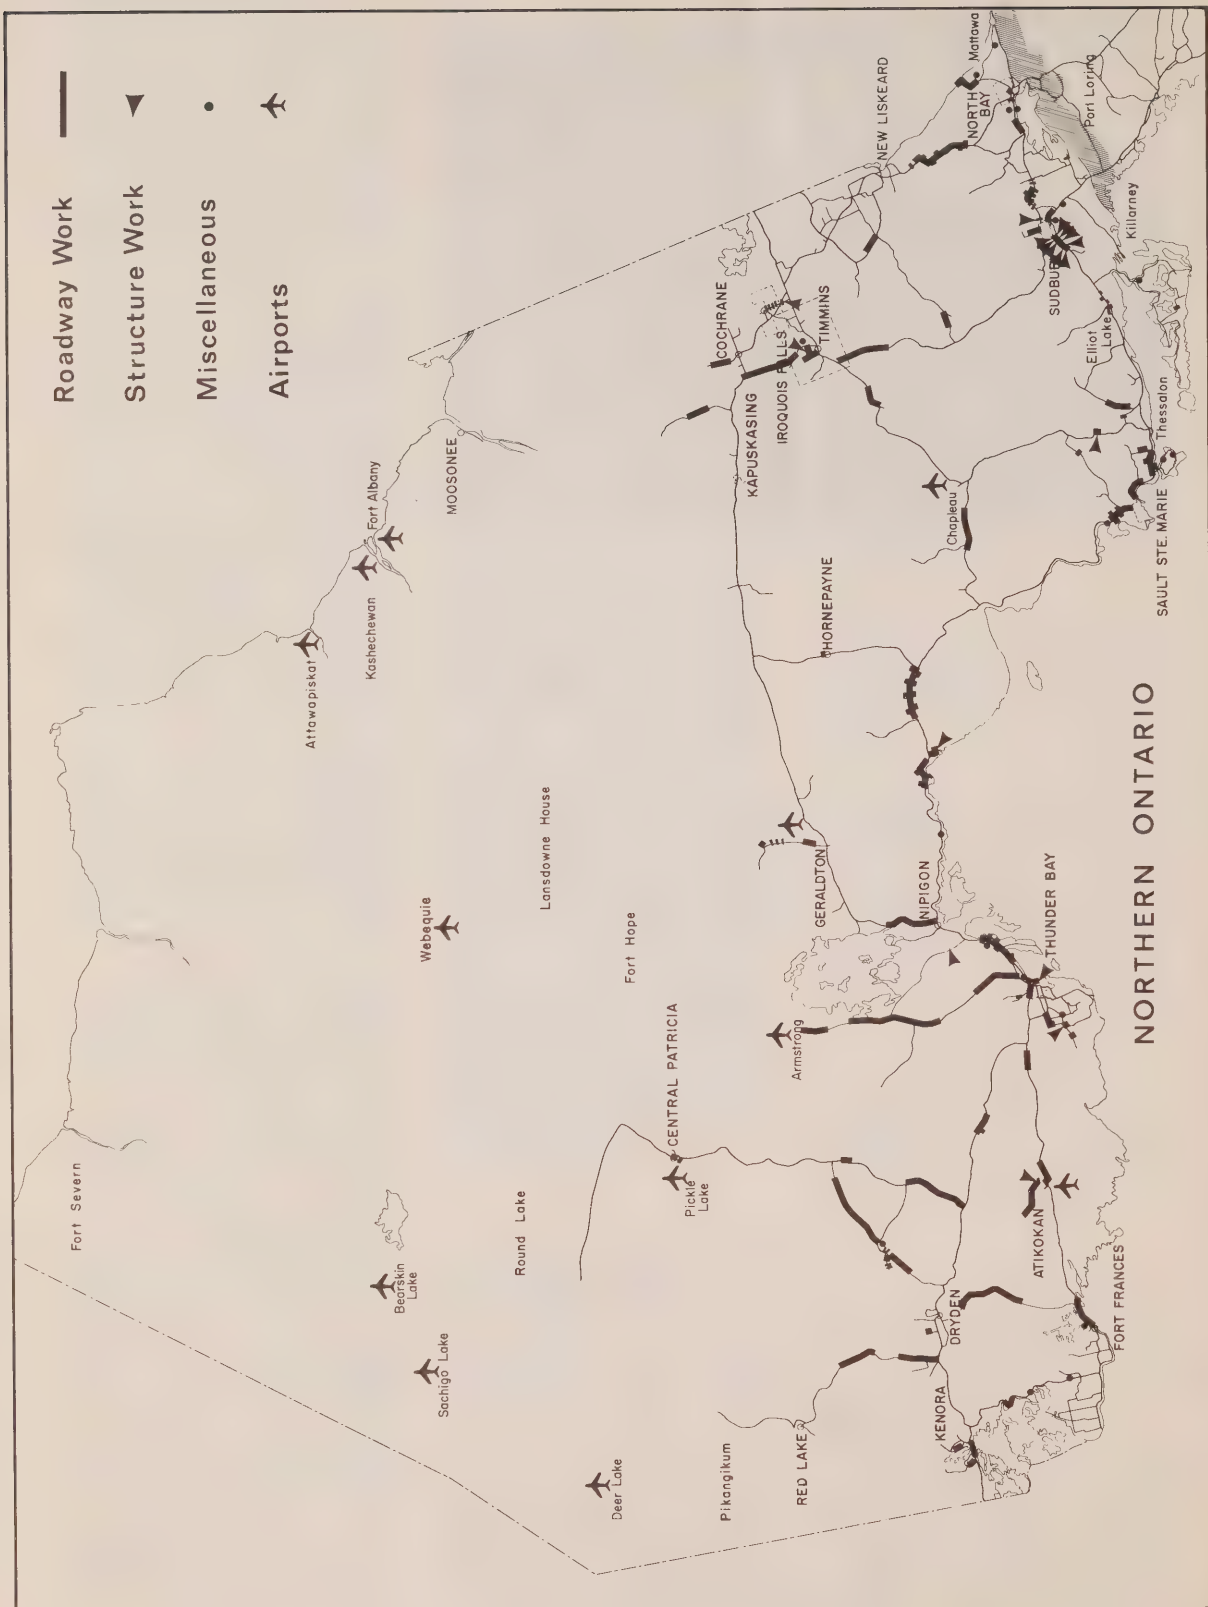 Roadway Work
Structure Work
Miscellaneous
Airports
Fort Severn
Bearskin
Lake
Sachigo Lake
Deer Lake
Pikangikum
RED LAKE
Round Lake
Webequie
Lansdowne House
Fort Hope
CENTRAL PATRICIA
Pickle
Lake
Attawapiskat
Kashechewan
Fort Albany
MOOSONEE
KENORA
DRYDEN
FORT FRANCES
ATIKOKAN
Armstrong
THUNDER BAY
NIPIGON
GERALDTON
HORNEPAYNE
KAPUSKASING
COCHRANE
IROQUOIS FALLS
TIMMINS
Chapleau
SAULT STE. MARIE
Thessalon
Elliot
Lake
SUDBURY
Killarney
NEW LISKEARD
NORTH
BAY
Mattawa
Port Loring
NORTHERN ONTARIO